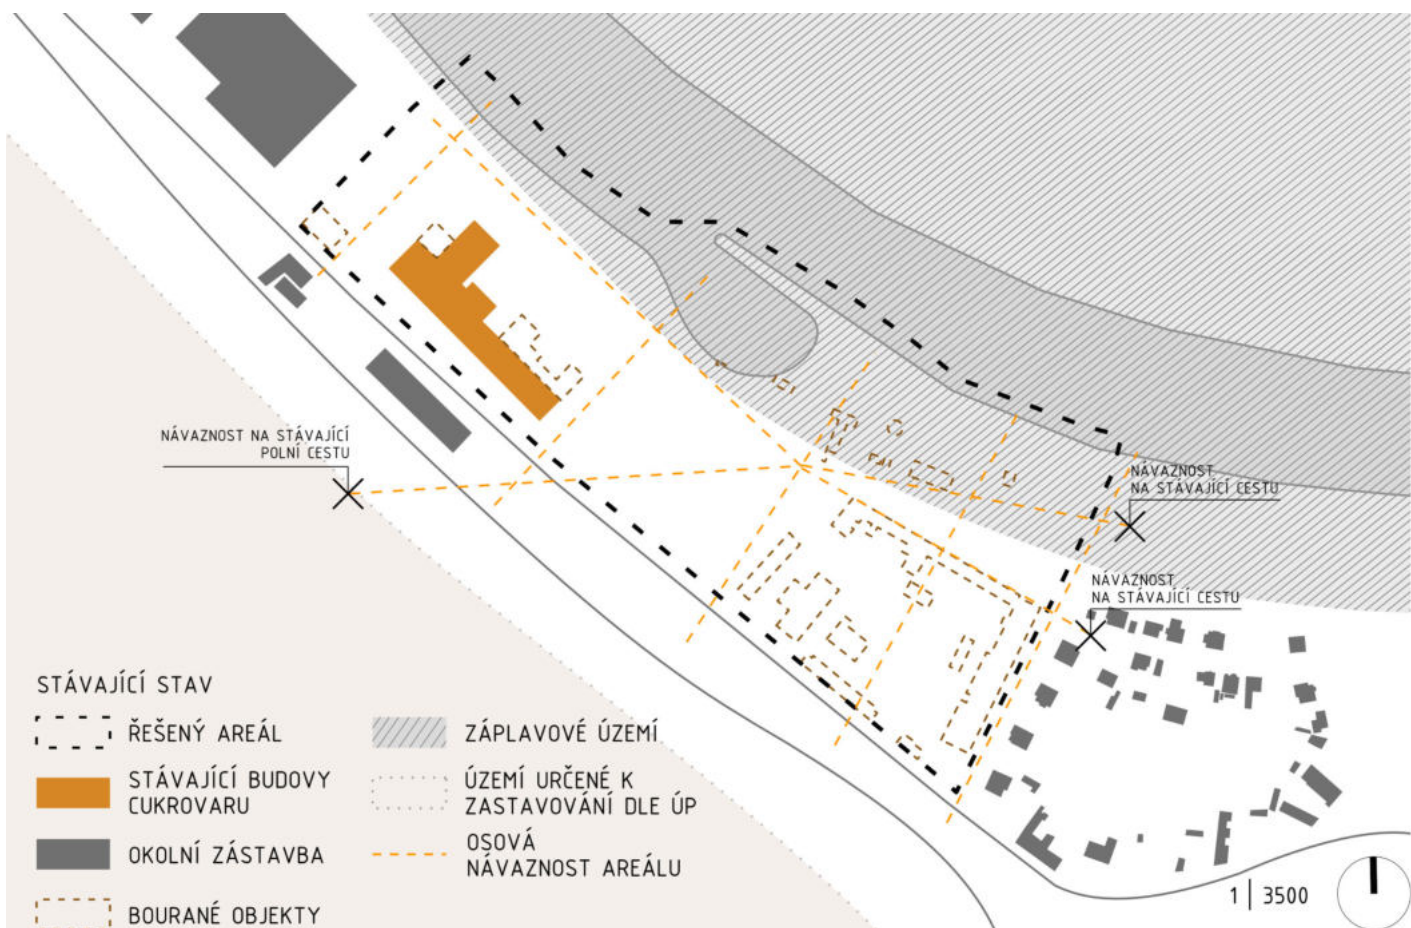 NÁVAZNOST NA STÁVAJÍCÍ
POLNÍ CESTU
NÁVAZNOST
NA STÁVAJÍCÍ CESTU
NÁVAZNOST
NA STÁVAJÍCÍ CESTU
STÁVAJÍCÍ STAV
ŘEŠENÝ AREÁL
STÁVAJÍCÍ BUDOVY
CUKROVARU
OKOLNÍ ZÁSTAVBA
BOURANÉ OBJEKTY
ZÁPLAVOVÉ ÚZEMÍ
ÚZEMÍ URČENÉ K
ZASTAVOVÁNÍ DLE ÚP
OSOVÁ
NÁVAZNOST AREÁLU
1 | 3500